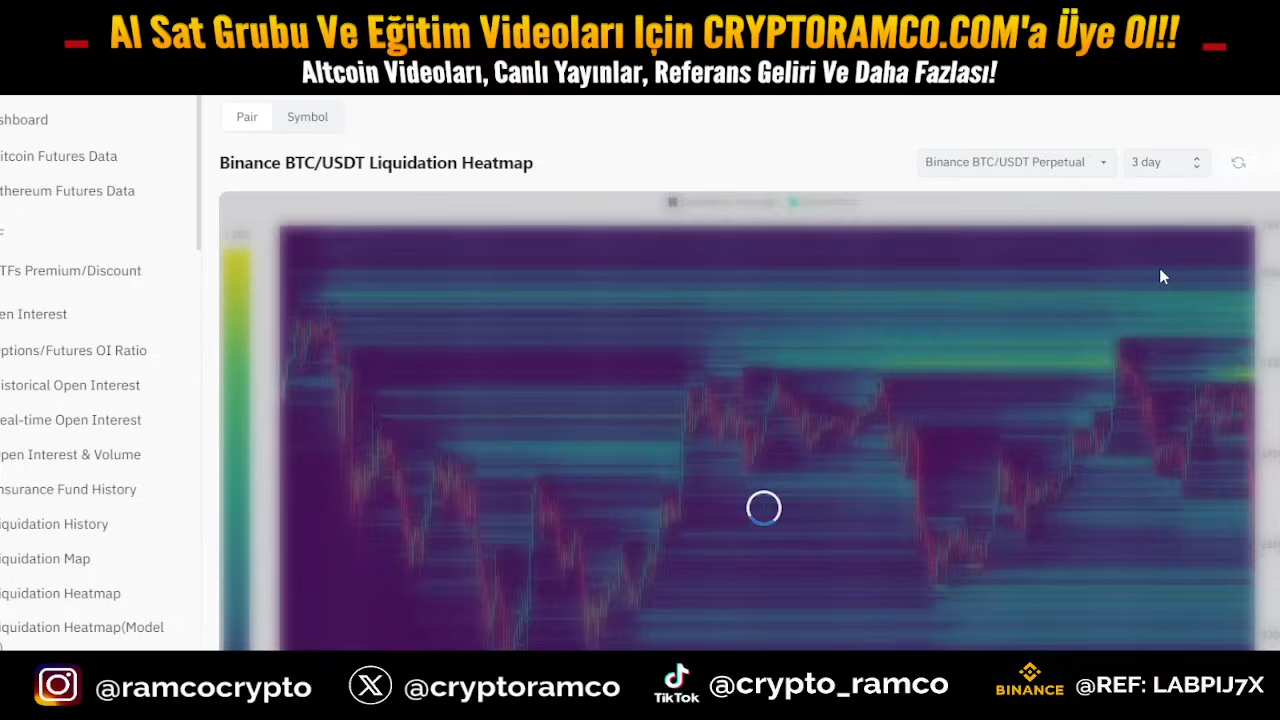 Al Sat Grubu Ve Eğitim Videoları Için CRYPTORAMCO.COM'a Üye Ol!!
Altcoin Videoları, Canlı Yayınlar, Referans Geliri Ve Daha Fazlası!
Pair Symbol
shboard
Binance BTC/USDT Liquidation Heatmap
Binance BTC/USDT Perpetual
3 day
itcoin Futures Data
thereum Futures Data
F
TFs Premium/Discount
en Interest
ptions/Futures OI Ratio
istorical Open Interest
eal-time Open Interest
pen Interest & Volume
nsurance Fund History
iquidation History
iquidation Map
iquidation Heatmap
iquidation Heatmap(Model
)
@ramcocrypto
@cryptoramco
TikTok
@crypto_ramco
BINANCE
@REF: LABPIJ7X